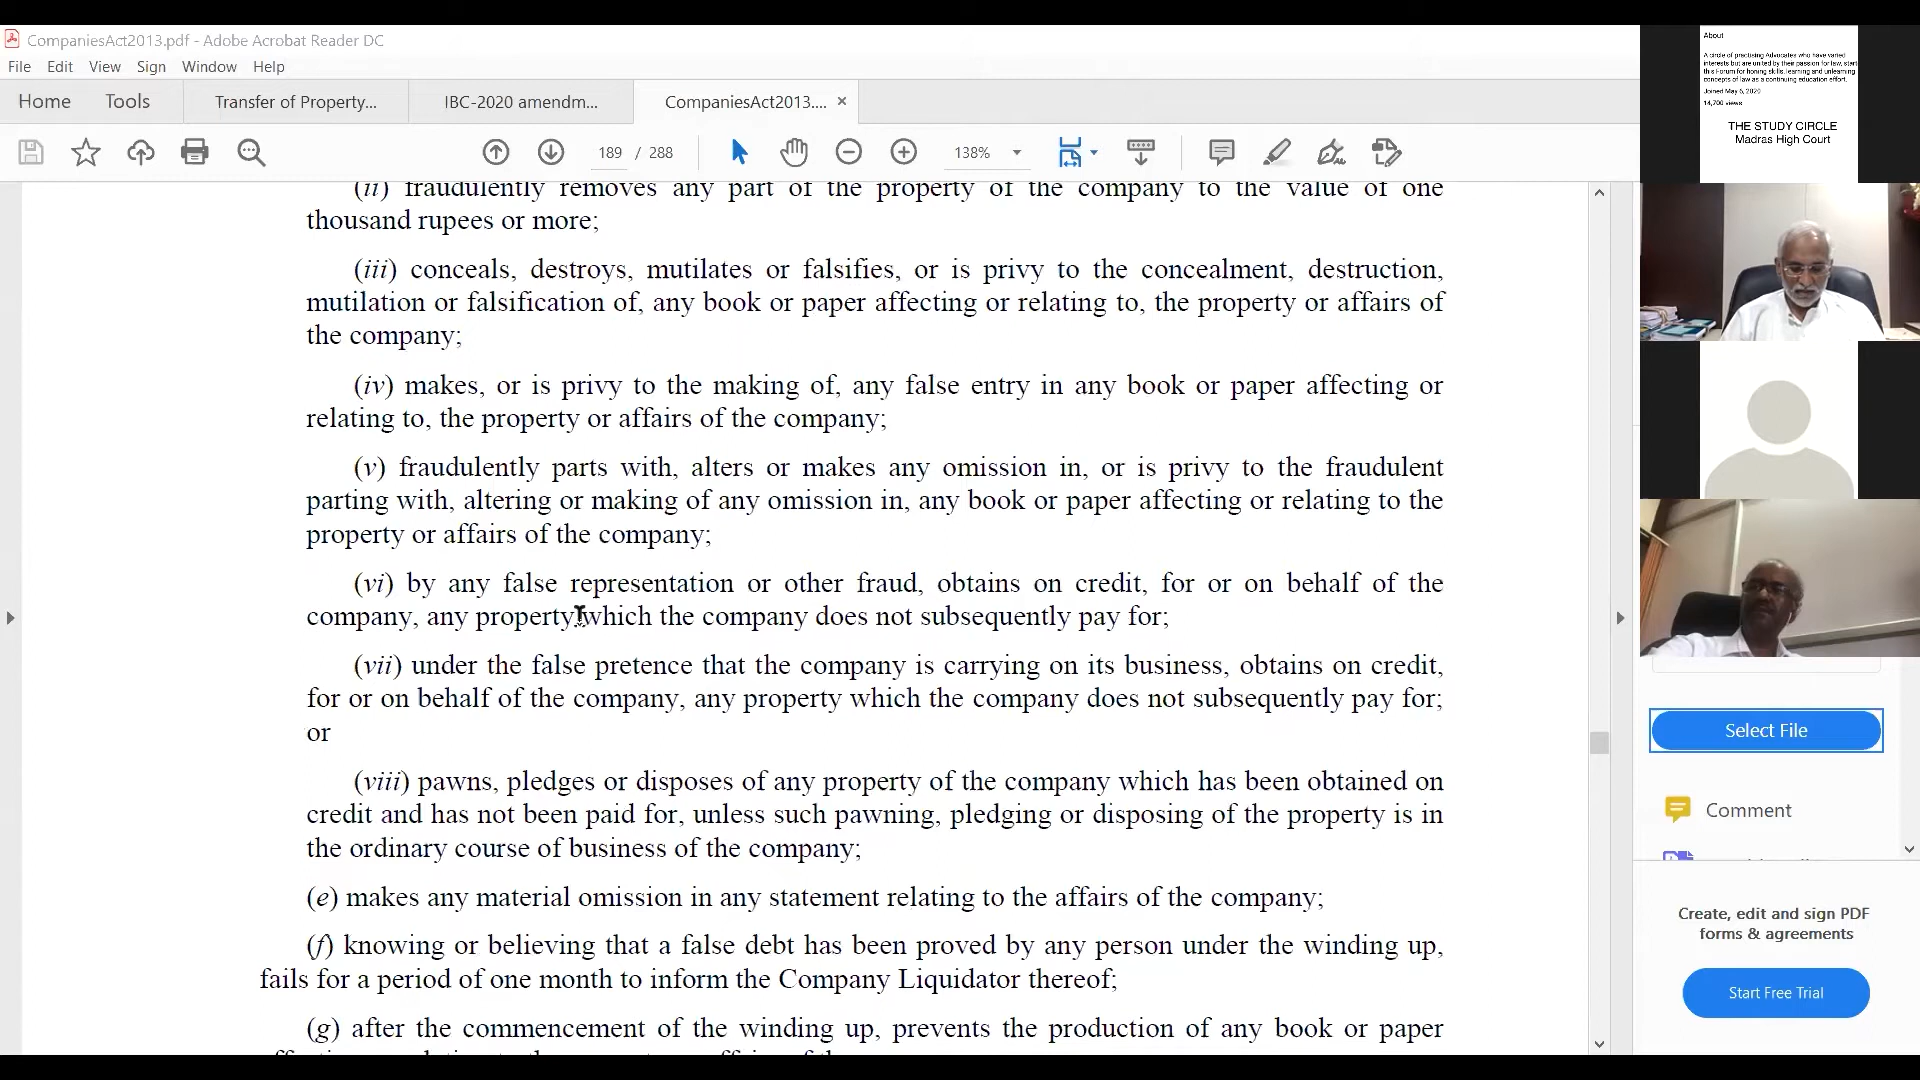 CompaniesAct2013.pdf - Adobe Acrobat Reader DC
File Edit View Sign Window Help
Home Tools Transfer of Property... IBC-2020 amendm... CompaniesAct2013.... ×
189 / 288 138%
(ii) fraudulently removes any part of the property of the company to the value of one
thousand rupees or more;
(iii) conceals, destroys, mutilates or falsifies, or is privy to the concealment, destruction,
mutilation or falsification of, any book or paper affecting or relating to, the property or affairs of
the company;
(iv) makes, or is privy to the making of, any false entry in any book or paper affecting or
relating to, the property or affairs of the company;
(v) fraudulently parts with, alters or makes any omission in, or is privy to the fraudulent
parting with, altering or making of any omission in, any book or paper affecting or relating to the
property or affairs of the company;
(vi) by any false representation or other fraud, obtains on credit, for or on behalf of the
company, any property which the company does not subsequently pay for;
(vii) under the false pretence that the company is carrying on its business, obtains on credit,
for or on behalf of the company, any property which the company does not subsequently pay for;
or
(viii) pawns, pledges or disposes of any property of the company which has been obtained on
credit and has not been paid for, unless such pawning, pledging or disposing of the property is in
the ordinary course of business of the company;
(e) makes any material omission in any statement relating to the affairs of the company;
(f) knowing or believing that a false debt has been proved by any person under the winding up,
fails for a period of one month to inform the Company Liquidator thereof;
(g) after the commencement of the winding up, prevents the production of any book or paper
About
A circle of practising Advocates who have varied
interests but are united by their passion for law, start
this Forum for honing skills, learning and unlearning
concepts of law as a continuing education effort.
Joined May 6, 2020
14,700 views
THE STUDY CIRCLE
Madras High Court
Select File
Comment
Create, edit and sign PDF
forms & agreements
Start Free Trial